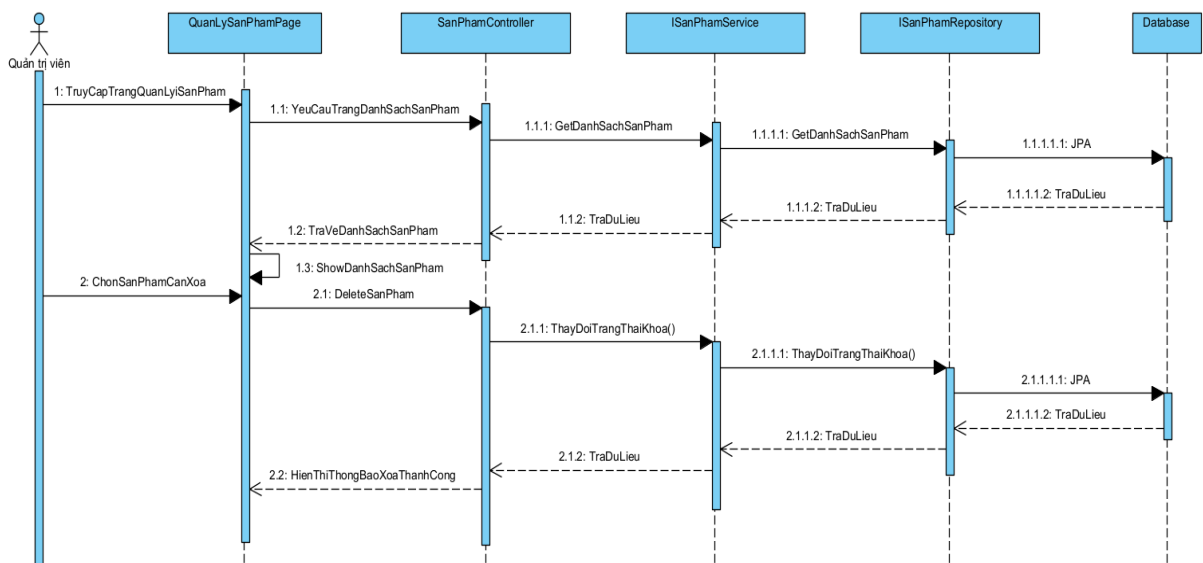 QuanLySanPhamPage
SanPhamController
ISanPhamService
ISanPhamRepository
Database
Quản trị viên
1: TruyCapTrangQuanLyiSanPham
1.1: YeuCauTrangDanhSachSanPham
1.1.1: GetDanhSachSanPham
1.1.1.1: GetDanhSachSanPham
1.1.1.1.1: JPA
1.1.1.1.2: TraDuLieu
1.1.1.2: TraDuLieu
1.1.2: TraDuLieu
1.2: TraVeDanhSachSanPham
1.3: ShowDanhSachSanPham
2: ChonSanPhamCanXoa
2.1: DeleteSanPham
2.1.1: ThayDoiTrangThaiKhoa()
2.1.1.1: ThayDoiTrangThaiKhoa()
2.1.1.1.1: JPA
2.1.1.1.2: TraDuLieu
2.1.1.2: TraDuLieu
2.1.2: TraDuLieu
2.2: HienThiThongBaoXoaThanhCong